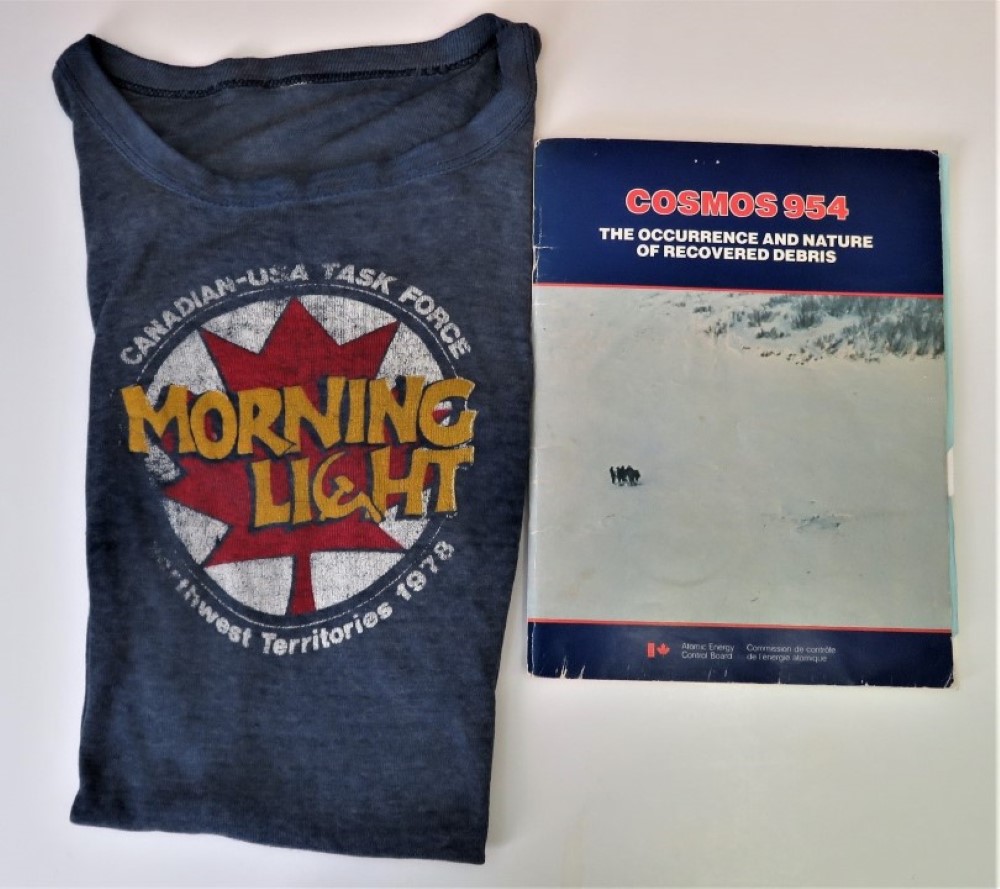 CANADIAN-USA TASK FORCE
MORNING
LIGHT
Northwest Territories 1978
COSMOS 954
THE OCCURRENCE AND NATURE
OF RECOVERED DEBRIS
Atomic Energy
Control Board
Commission de contrôle
de l'énergie atomique